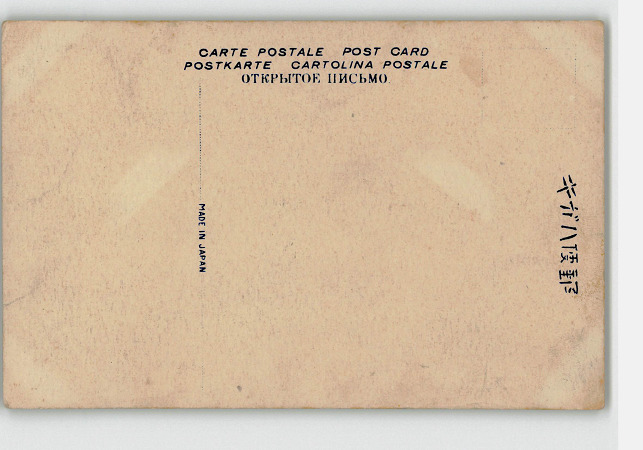 CARTE POSTALE POST CARD
POSTKARTE CARTOLINA POSTALE
ОТКРЫТОЕ ПИСЬМО.
MADE IN JAPAN
郵便ハガキ